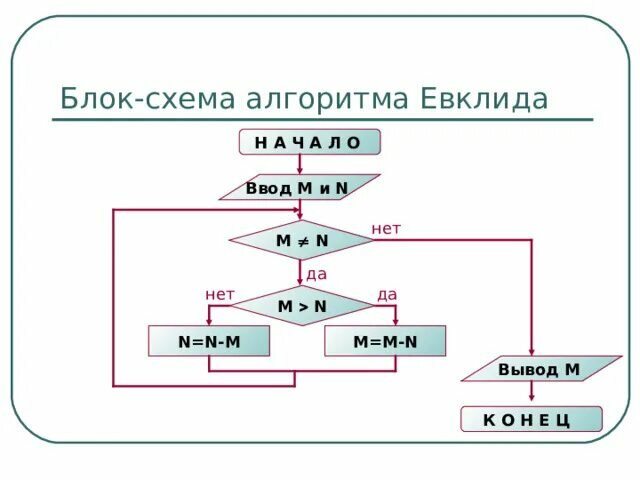 Блок-схема алгоритма Евклида
Н А Ч А Л О
Ввод M и N
M ≠ N
нет
да
нет
M > N
да
N=N-M
M=M-N
Вывод M
К О Н Е Ц